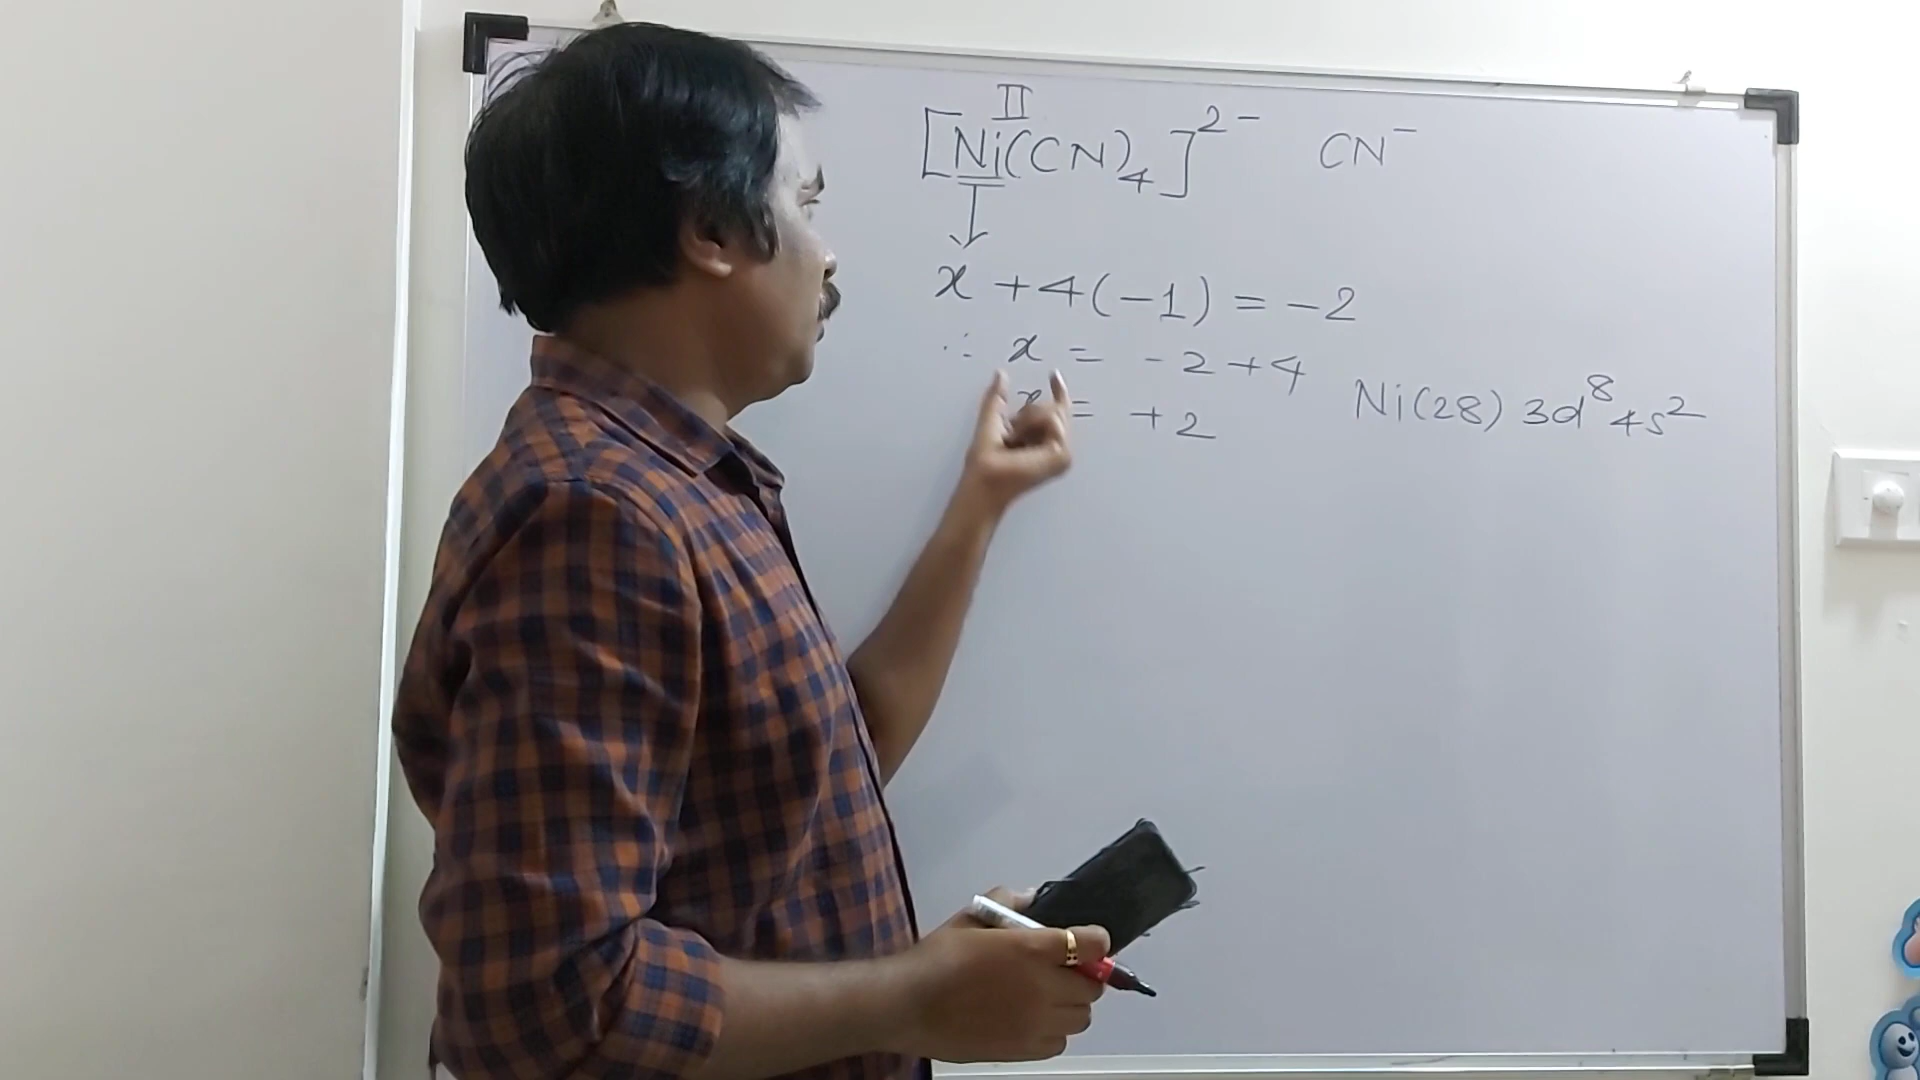 II
[Ni(CN)₄]²⁻ CN⁻
x + 4(-1) = -2
∴ x = -2 + 4
x = +2
Ni(28) 3d⁸ 4s²